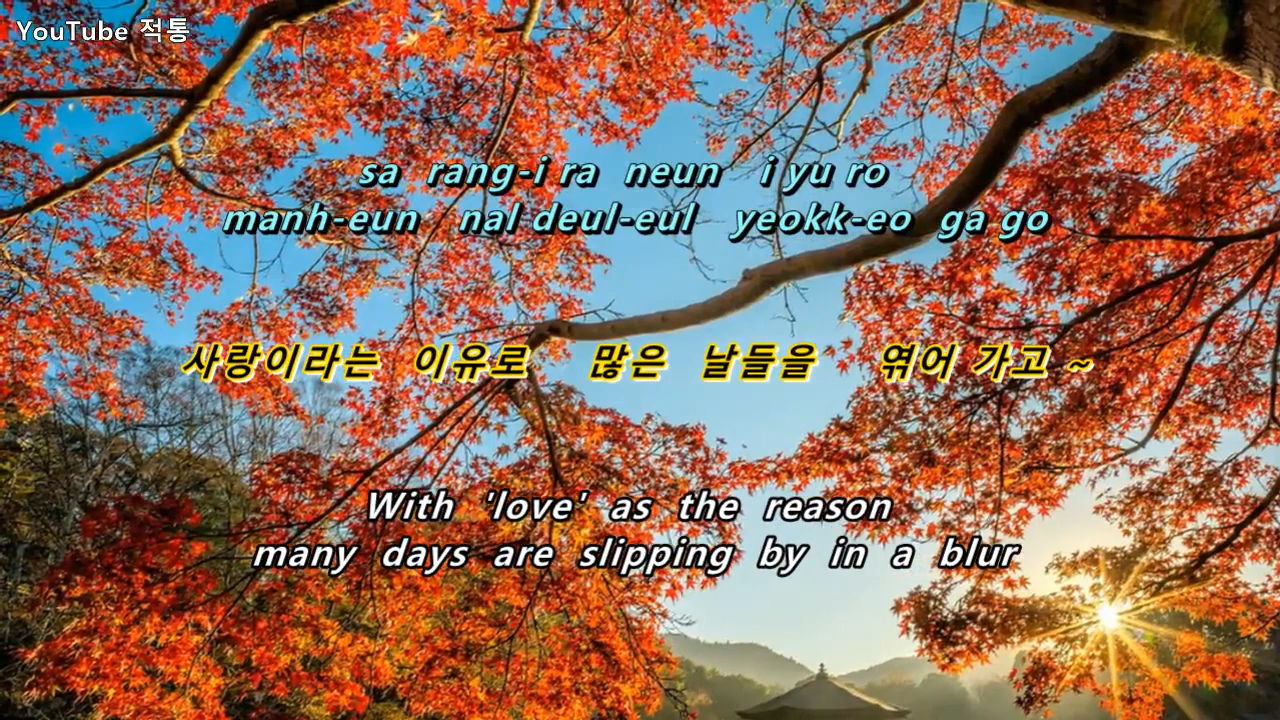 YouTube 적통
sa rang-i ra neun i yu ro
manh-eun nal deul-eul yeokk-eo ga go
사랑이라는 이유로 많은 날들을 엮어 가고 ~
With 'love' as the reason
many days are slipping by in a blur